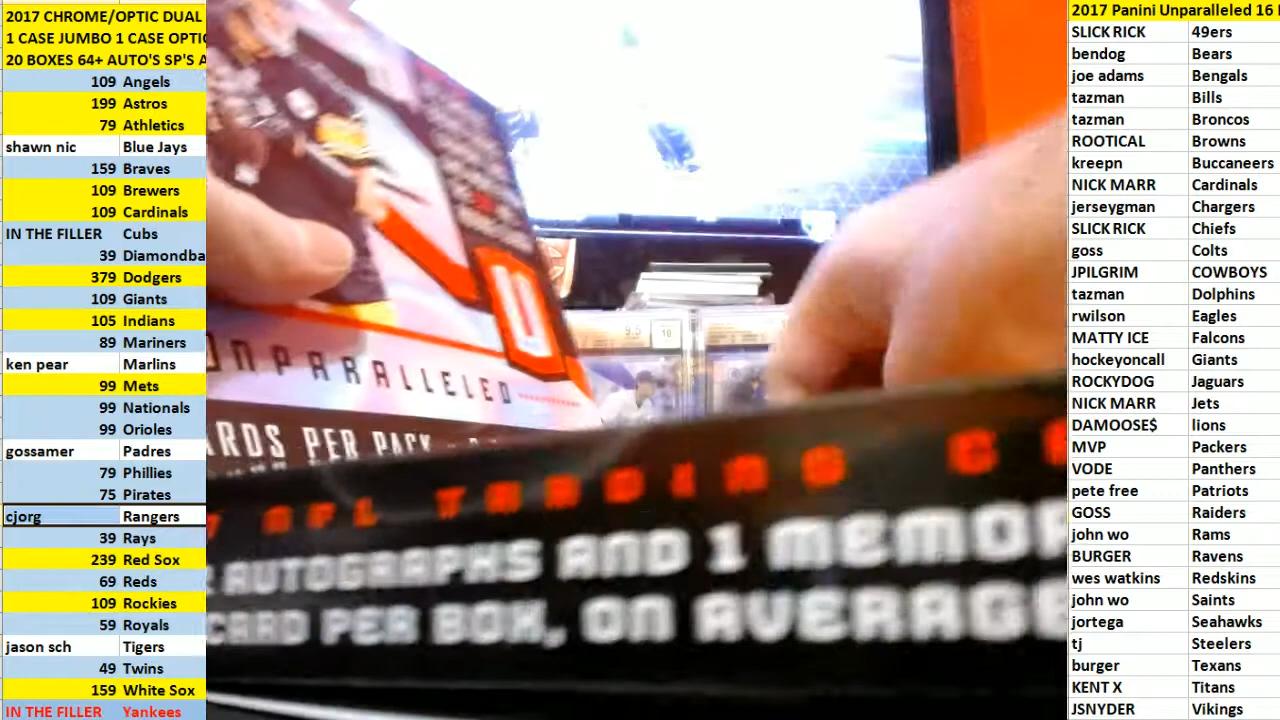 2017 CHROME/OPTIC DUAL
1 CASE JUMBO 1 CASE OPTIC
20 BOXES 64+ AUTO'S SP'S A
109 Angels
199 Astros
79 Athletics
shawn nic Blue Jays
159 Braves
109 Brewers
109 Cardinals
IN THE FILLER Cubs
39 Diamondba
379 Dodgers
109 Giants
105 Indians
89 Mariners
ken pear Marlins
99 Mets
99 Nationals
99 Orioles
gossamer Padres
79 Phillies
75 Pirates
cjorg Rangers
39 Rays
239 Red Sox
69 Reds
109 Rockies
59 Royals
jason sch Tigers
49 Twins
159 White Sox
IN THE FILLER Yankees
UNPARALLELED
RDS PER PACK
NFL TRADING C
AUTOGRAPHS AND 1 MEMOR
CARD PER BOX, ON AVERAGE
9.5 10
2017 Panini Unparalleled 16
SLICK RICK 49ers
bendog Bears
joe adams Bengals
tazman Bills
tazman Broncos
ROOTICAL Browns
kreepn Buccaneers
NICK MARR Cardinals
jerseygman Chargers
SLICK RICK Chiefs
goss Colts
JPILGRIM COWBOYS
tazman Dolphins
rwilson Eagles
MATTY ICE Falcons
hockeyoncall Giants
ROCKYDOG Jaguars
NICK MARR Jets
DAMOOSE$ lions
MVP Packers
VODE Panthers
pete free Patriots
GOSS Raiders
john wo Rams
BURGER Ravens
wes watkins Redskins
john wo Saints
jortega Seahawks
tj Steelers
burger Texans
KENT X Titans
JSNYDER Vikings